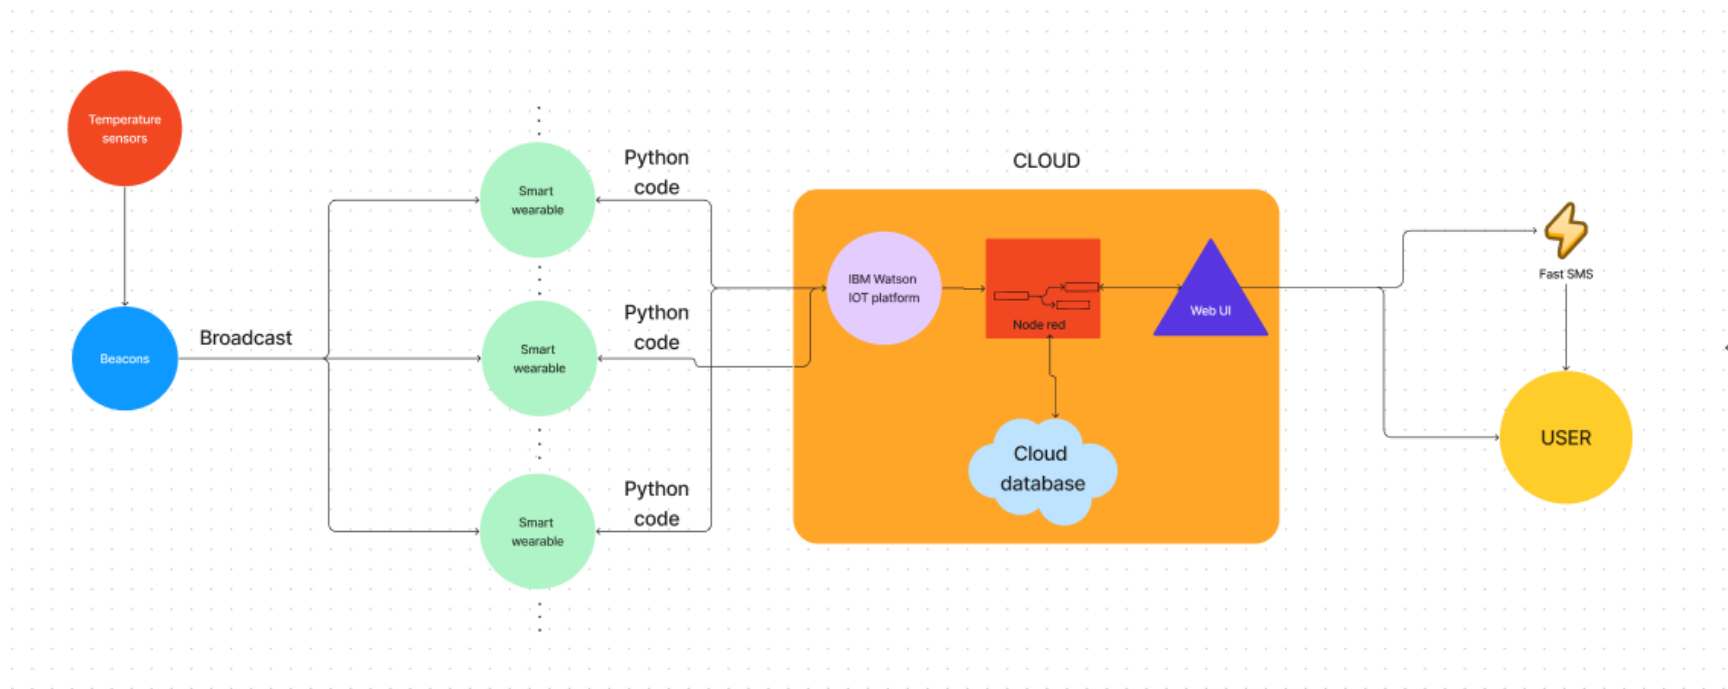 Temperature
sensors
Beacons
Broadcast
Smart
wearable
Python
code
Smart
wearable
Python
code
Smart
wearable
Python
code
CLOUD
IBM Watson
IOT platform
Node red
Web UI
Cloud
database
Fast SMS
USER